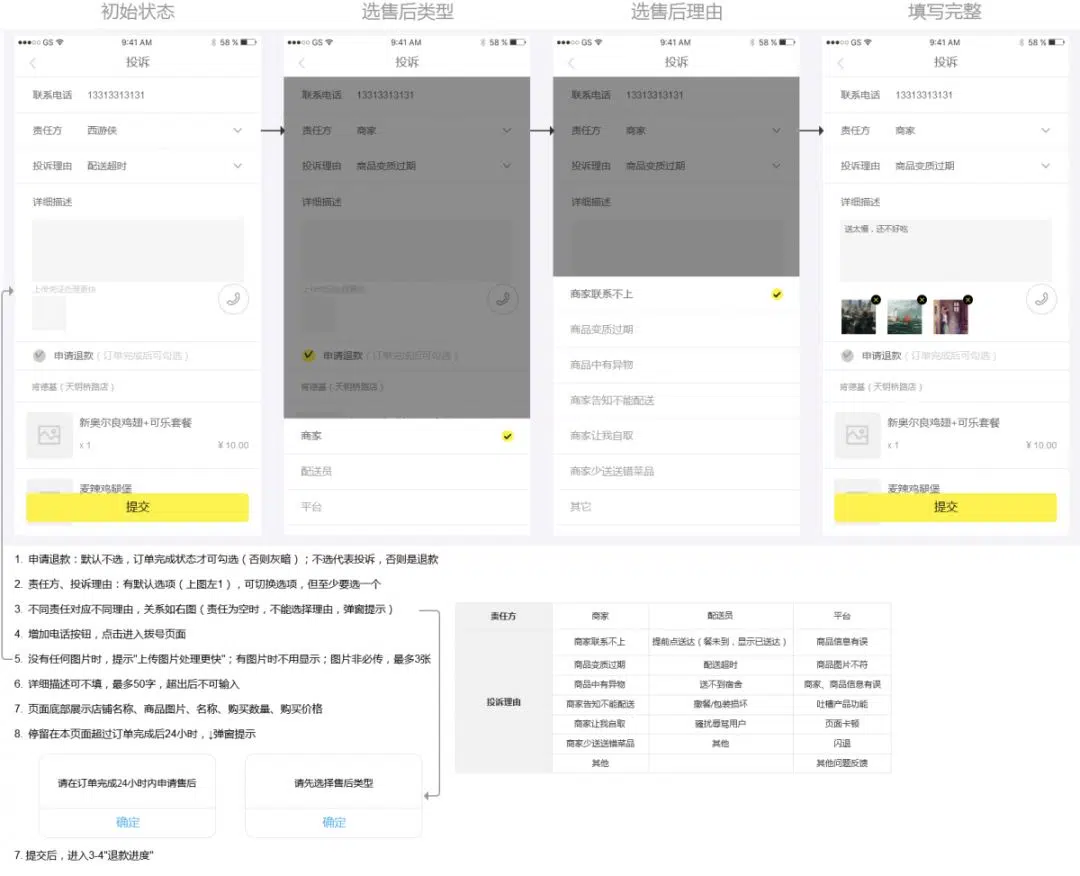 初始状态
选售后类型
选售后理由
填写完整
GS 9:41 AM 58 %
投诉
联系电话 13313313131
责任方 西游侠
投诉理由 配送超时
详细描述
上传凭证处理更快
申请退款（订单完成后可勾选）
肯德基（天钥桥路店）
新奥尔良鸡翅+可乐套餐
x 1 ¥ 10.00
麦辣鸡腿堡
提交
GS 9:41 AM 58 %
投诉
联系电话 13313313131
责任方 商家
投诉理由 商品变质过期
详细描述
申请退款（订单完成后可勾选）
肯德基（天钥桥路店）
商家
配送员
平台
GS 9:41 AM 58 %
投诉
联系电话 13313313131
责任方 商家
投诉理由 商品变质过期
详细描述
商家联系不上
商品变质过期
商品中有异物
商家告知不能配送
商家让我自取
商家少送送错菜品
其它
GS 9:41 AM 58 %
投诉
联系电话 13313313131
责任方 商家
投诉理由 商品变质过期
详细描述
送太慢，还不好吃
申请退款（订单完成后可勾选）
肯德基（天钥桥路店）
新奥尔良鸡翅+可乐套餐
x 1 ¥ 10.00
麦辣鸡腿堡
提交
1. 申请退款：默认不选，订单完成状态才可勾选（否则灰暗）；不选代表投诉，否则是退款
2. 责任方、投诉理由：有默认选项（上图左1），可切换选项，但至少要选一个
3. 不同责任对应不同理由，关系如右图（责任为空时，不能选择理由，弹窗提示）
4. 增加电话按钮，点击进入拨号页面
5. 没有任何图片时，提示"上传图片处理更快"；有图片时不用显示；图片非必传，最多3张
6. 详细描述可不填，最多50字，超出后不可输入
7. 页面底部展示店铺名称、商品图片、名称、购买数量、购买价格
8. 停留在本页面超过订单完成后24小时，↓弹窗提示
请在订单完成24小时内申请售后
确定
请先选择售后类型
确定
7. 提交后，进入3-4"退款进度"
责任方 商家 配送员 平台
投诉理由
商家联系不上 提前点送达（餐未到，显示已送达） 商品信息有误
商品变质过期 配送超时 商品图片不符
商品中有异物 送不到宿舍 商家、商品信息有误
商家告知不能配送 撒餐/包装损坏 吐槽产品功能
商家让我自取 骚扰辱骂用户 页面卡顿
商家少送送错菜品 其他 闪退
其他 其他问题反馈